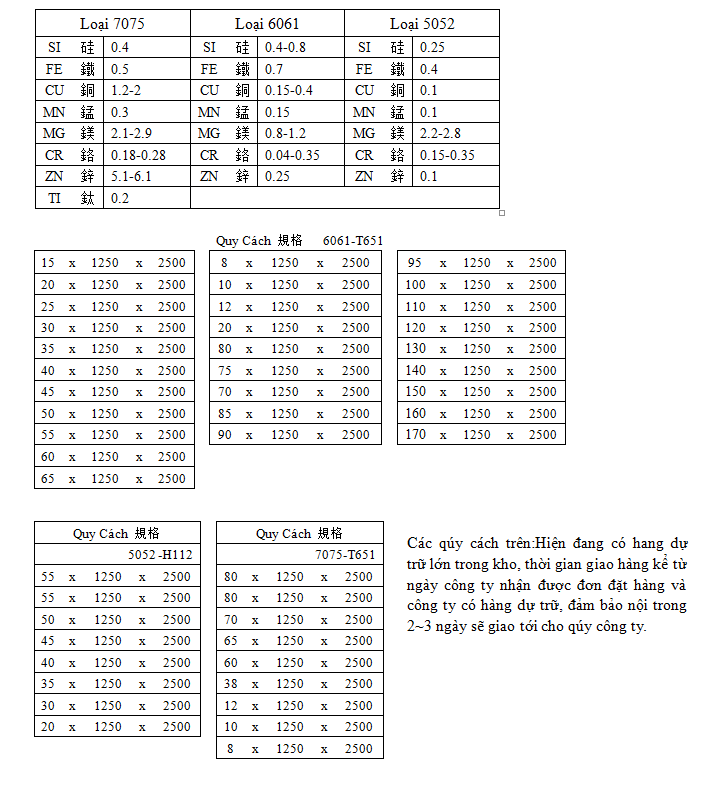 Loại 7075 Loại 6061 Loại 5052
SI 硅 0.4 SI 硅 0.4-0.8 SI 硅 0.25
FE 鐵 0.5 FE 鐵 0.7 FE 鐵 0.4
CU 銅 1.2-2 CU 銅 0.15-0.4 CU 銅 0.1
MN 錳 0.3 MN 錳 0.15 MN 錳 0.1
MG 鎂 2.1-2.9 MG 鎂 0.8-1.2 MG 鎂 2.2-2.8
CR 鉻 0.18-0.28 CR 鉻 0.04-0.35 CR 鉻 0.15-0.35
ZN 鋅 5.1-6.1 ZN 鋅 0.25 ZN 鋅 0.1
TI 鈦 0.2
Quy Cách 規格 6061-T651
15 x 1250 x 2500 8 x 1250 x 2500 95 x 1250 x 2500
20 x 1250 x 2500 10 x 1250 x 2500 100 x 1250 x 2500
25 x 1250 x 2500 12 x 1250 x 2500 110 x 1250 x 2500
30 x 1250 x 2500 20 x 1250 x 2500 120 x 1250 x 2500
35 x 1250 x 2500 80 x 1250 x 2500 130 x 1250 x 2500
40 x 1250 x 2500 75 x 1250 x 2500 140 x 1250 x 2500
45 x 1250 x 2500 70 x 1250 x 2500 150 x 1250 x 2500
50 x 1250 x 2500 85 x 1250 x 2500 160 x 1250 x 2500
55 x 1250 x 2500 90 x 1250 x 2500 170 x 1250 x 2500
60 x 1250 x 2500
65 x 1250 x 2500
Quy Cách 規格 Quy Cách 規格
5052 -H112 7075-T651
55 x 1250 x 2500 80 x 1250 x 2500
55 x 1250 x 2500 80 x 1250 x 2500
50 x 1250 x 2500 70 x 1250 x 2500
45 x 1250 x 2500 65 x 1250 x 2500
40 x 1250 x 2500 60 x 1250 x 2500
35 x 1250 x 2500 38 x 1250 x 2500
30 x 1250 x 2500 12 x 1250 x 2500
20 x 1250 x 2500 10 x 1250 x 2500
8 x 1250 x 2500
Các qúy cách trên:Hiện đang có hang dự
trữ lớn trong kho, thời gian giao hàng kể từ
ngày công ty nhận được đơn đặt hàng và
công ty có hàng dự trữ, đảm bảo nội trong
2~3 ngày sẽ giao tới cho qúy công ty.